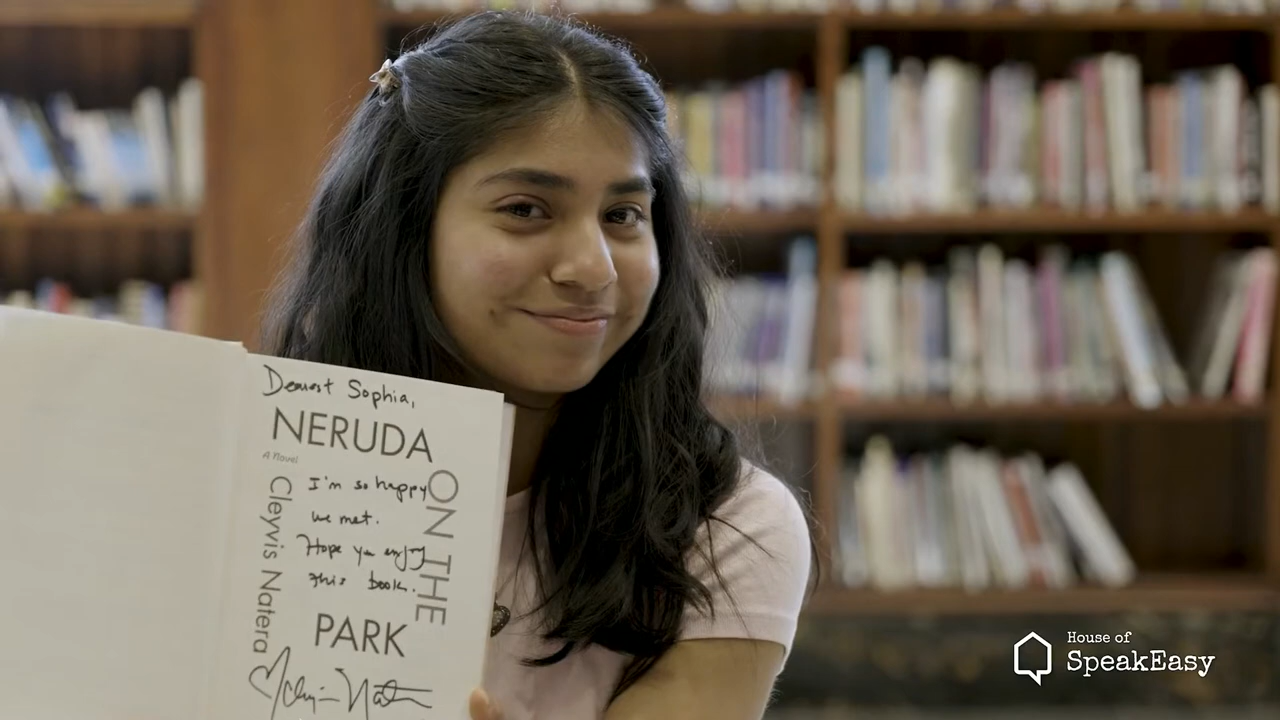 Dearest Sophia,
NERUDA
A Novel
ON THE
I'm so happy
we met.
Hope you enjoy
this book.
Cleyvis Natera
PARK
House of
SpeakEasy